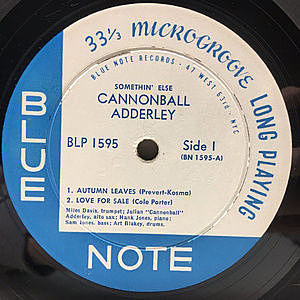 33 1/3 MICROGROOVE LONG PLAYING
BLUE NOTE RECORDS • 47 WEST 63rd, NYC
SOMETHIN' ELSE
CANNONBALL
ADDERLEY
BLP 1595 Side 1
(BN 1595-A)
1. AUTUMN LEAVES (Prevert-Kosma)
2. LOVE FOR SALE (Cole Porter)
Miles Davis, trumpet; Julian "Cannonball"
Adderley, alto sax; Hank Jones, piano;
Sam Jones, bass; Art Blakey, drums.
BLUE
NOTE